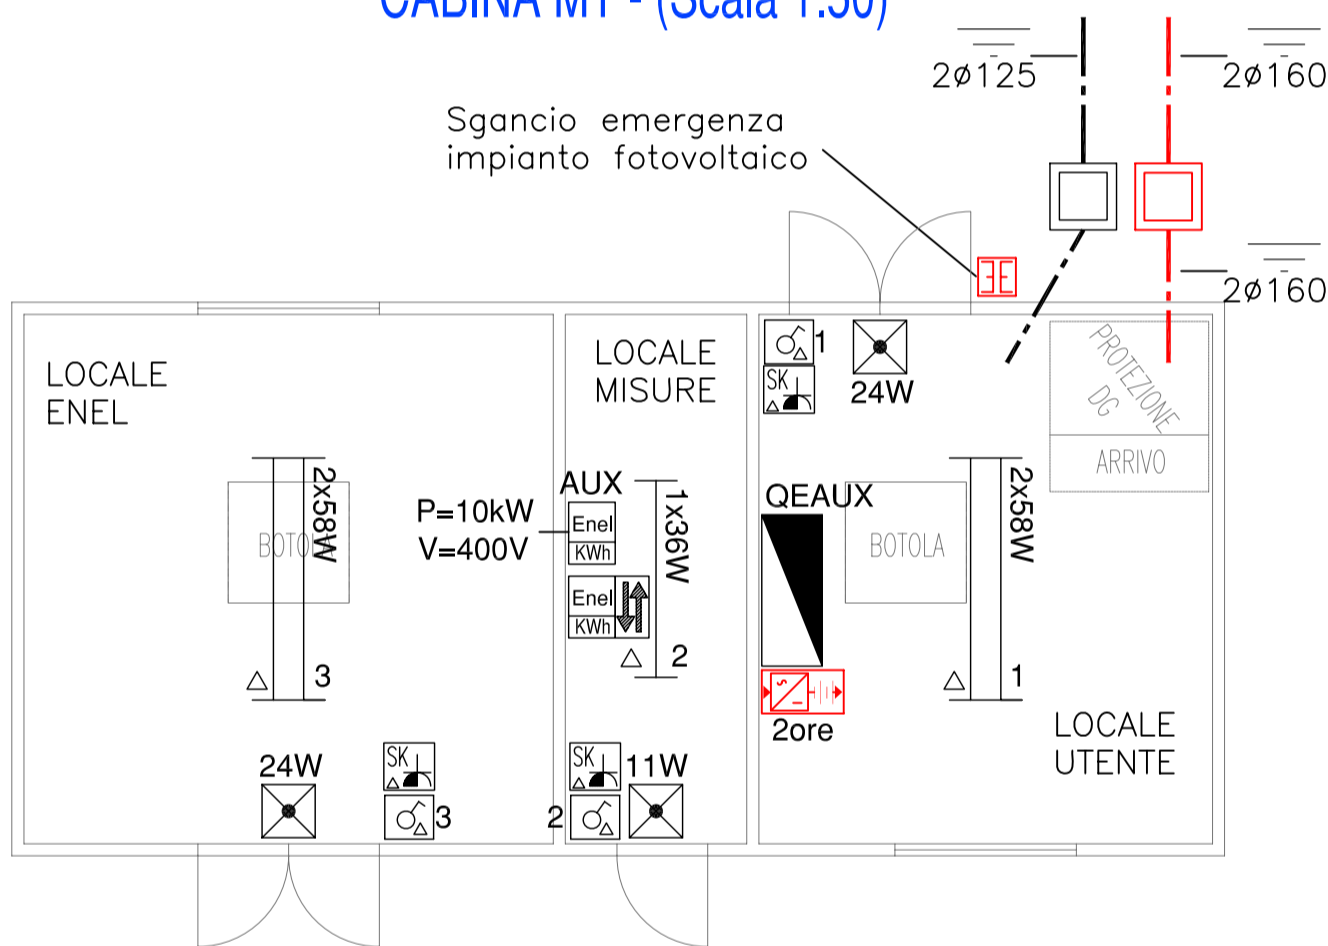 CABINA MT - (Scala 1:50)
2ø125
2ø160
Sgancio emergenza
impianto fotovoltaico
2ø160
LOCALE
ENEL
LOCALE
MISURE
1
SK
24W
PROTEZIONE
DG
ARRIVO
2x58W
BOTOLA
3
P=10kW
V=400V
AUX
Enel
KWh
Enel
KWh
1x36W
2
QEAUX
BOTOLA
2x58W
1
2ore
LOCALE
UTENTE
24W
SK
3
SK
2
11W